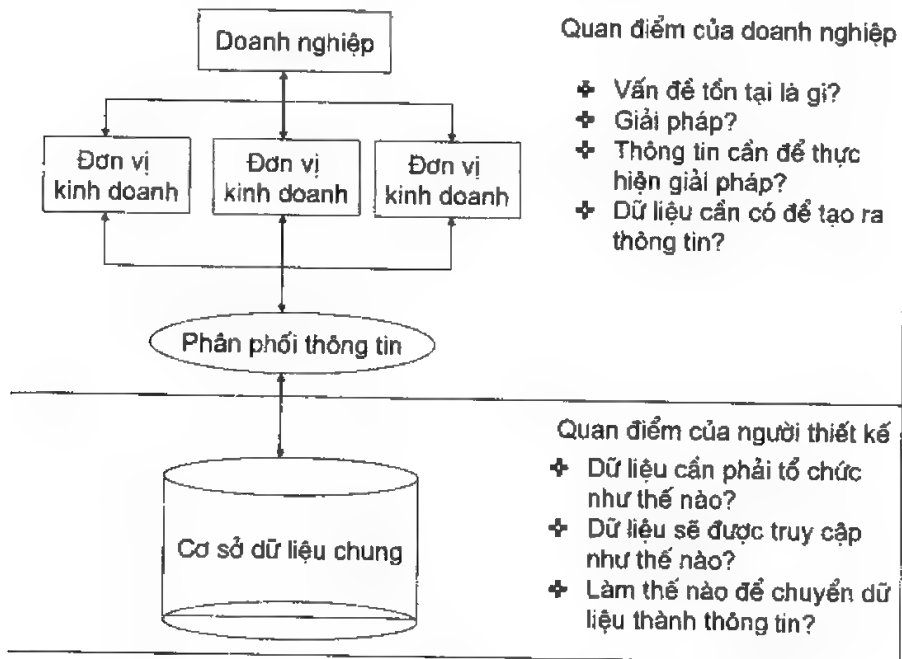 Doanh nghiệp
Đơn vị
kinh doanh
Đơn vị
kinh doanh
Đơn vị
kinh doanh
Phân phối thông tin
Quan điểm của doanh nghiệp
✤ Vấn đề tồn tại là gì?
✤ Giải pháp?
✤ Thông tin cần để thực
hiện giải pháp?
✤ Dữ liệu cần có để tạo ra
thông tin?
Cơ sở dữ liệu chung
Quan điểm của người thiết kế
✤ Dữ liệu cần phải tổ chức
như thế nào?
✤ Dữ liệu sẽ được truy cập
như thế nào?
✤ Làm thế nào để chuyển dữ
liệu thành thông tin?